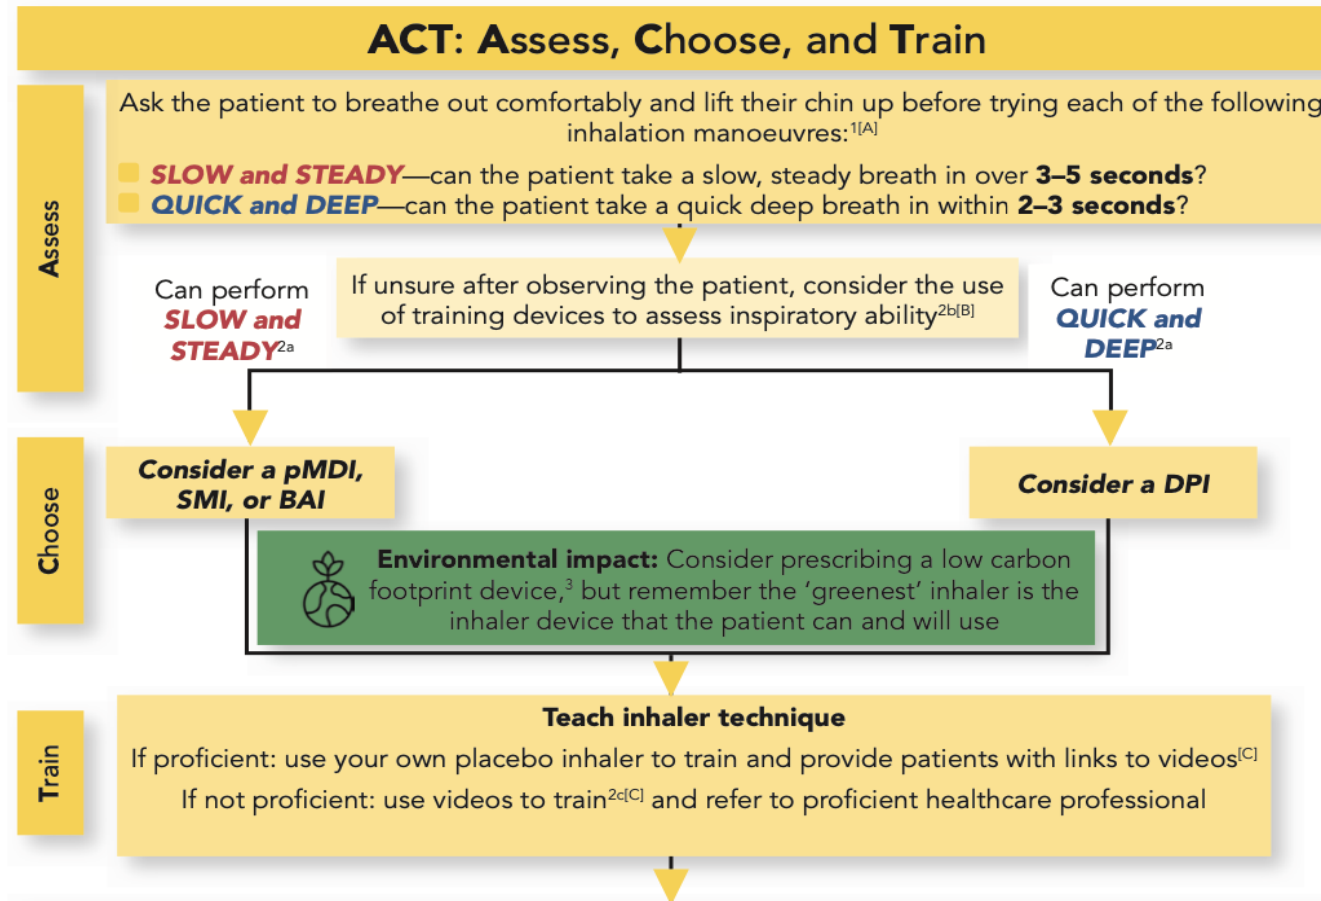 ACT: Assess, Choose, and Train
Assess
Ask the patient to breathe out comfortably and lift their chin up before trying each of the following
inhalation manoeuvres:1[A]
SLOW and STEADY—can the patient take a slow, steady breath in over 3–5 seconds?
QUICK and DEEP—can the patient take a quick deep breath in within 2–3 seconds?
Can perform
SLOW and
STEADY2a
If unsure after observing the patient, consider the use
of training devices to assess inspiratory ability2b[B]
Can perform
QUICK and
DEEP2a
Choose
Consider a pMDI,
SMI, or BAI
Consider a DPI
Environmental impact: Consider prescribing a low carbon
footprint device,3 but remember the ‘greenest’ inhaler is the
inhaler device that the patient can and will use
Train
Teach inhaler technique
If proficient: use your own placebo inhaler to train and provide patients with links to videos[C]
If not proficient: use videos to train2c[C] and refer to proficient healthcare professional